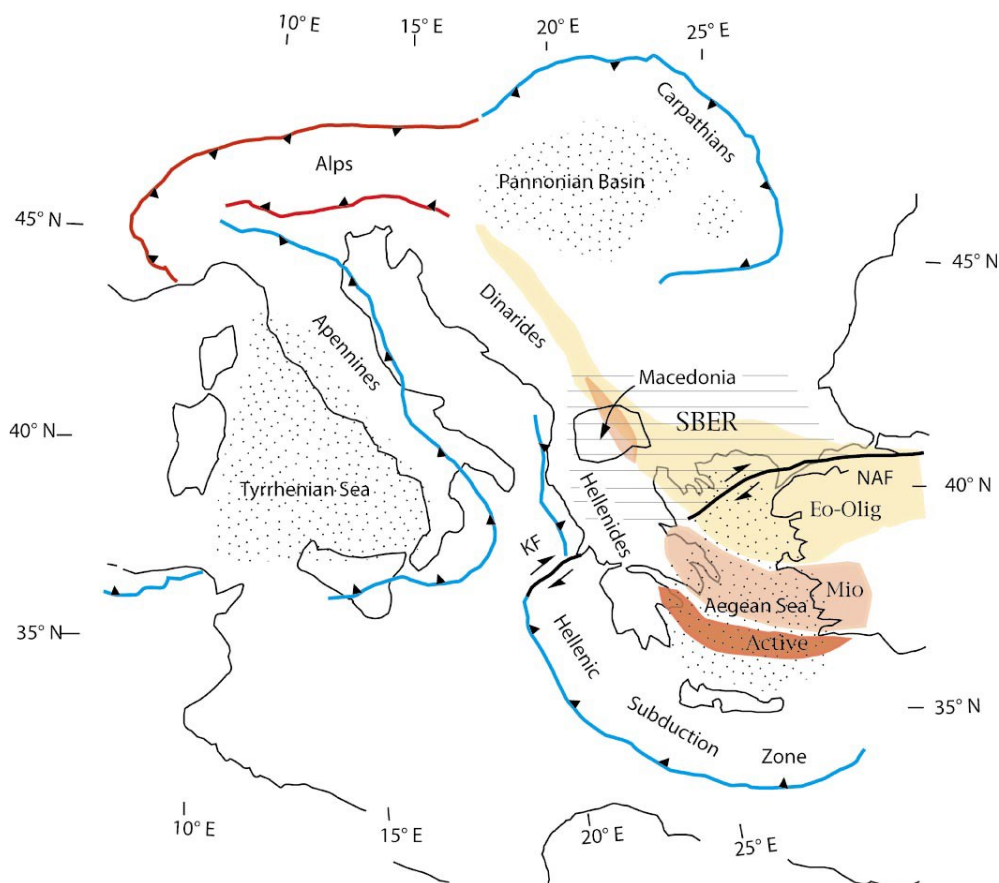 10° E
15° E
20° E
25° E
Carpathians
Alps
Pannonian Basin
45° N
45° N
Dinarides
Apennines
Macedonia
SBER
40° N
40° N
NAF
Tyrrhenian Sea
Hellenides
Eo-Olig
KF
Mio
Aegean Sea
35° N
Active
Hellenic
Subduction
Zone
35° N
10° E
15° E
20° E
25° E